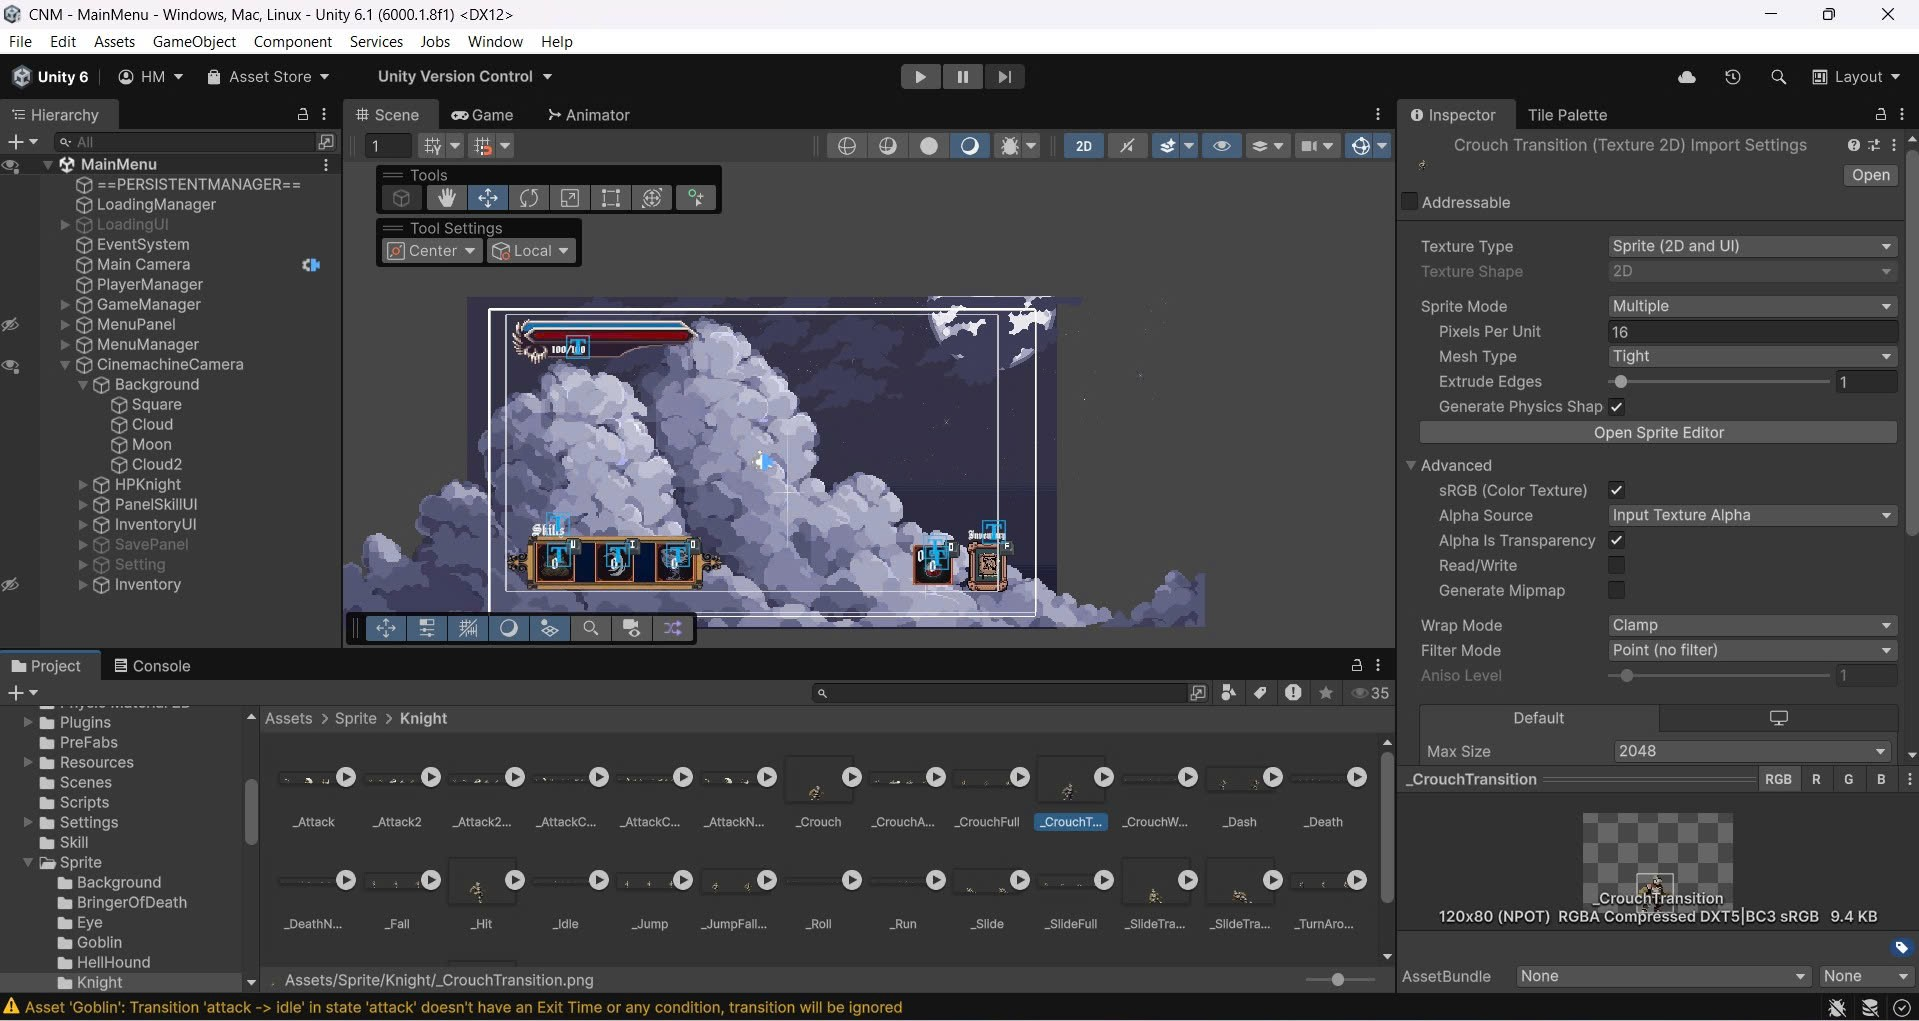 CNM - MainMenu - Windows, Mac, Linux - Unity 6.1 (6000.1.8f1) <DX12>
File Edit Assets GameObject Component Services Jobs Window Help
Unity 6 HM Asset Store Unity Version Control Layout
Hierarchy
All
MainMenu
==PERSISTENTMANAGER==
LoadingManager
LoadingUI
EventSystem
Main Camera
PlayerManager
GameManager
MenuPanel
MenuManager
CinemachineCamera
Background
Square
Cloud
Moon
Cloud2
HPKnight
PanelSkillUI
InventoryUI
SavePanel
Setting
Inventory
Scene Game Animator
1 2D
Tools
Tool Settings
Center Local
100/100
Skills
U I O
0 0 0
Inventory
0 0 F
Inspector Tile Palette
Crouch Transition (Texture 2D) Import Settings
Open
Addressable
Texture Type Sprite (2D and UI)
Texture Shape 2D
Sprite Mode Multiple
Pixels Per Unit 16
Mesh Type Tight
Extrude Edges 1
Generate Physics Shap
Open Sprite Editor
Advanced
sRGB (Color Texture)
Alpha Source Input Texture Alpha
Alpha Is Transparency
Read/Write
Generate Mipmap
Wrap Mode Clamp
Filter Mode Point (no filter)
Aniso Level 1
Default
Max Size 2048
_CrouchTransition RGB R G B
_CrouchTransition
120x80 (NPOT) RGBA Compressed DXT5|BC3 sRGB 9.4 KB
AssetBundle None None
Project Console
35
Plugins
PreFabs
Resources
Scenes
Scripts
Settings
Skill
Sprite
Background
BringerOfDeath
Eye
Goblin
HellHound
Knight
Assets > Sprite > Knight
_Attack _Attack2 _Attack2... _AttackC... _AttackC... _AttackN... _Crouch _CrouchA... _CrouchFull _CrouchT... _CrouchW... _Dash _Death
_DeathN... _Fall _Hit _Idle _Jump _JumpFall... _Roll _Run _Slide _SlideFull _SlideTra... _SlideTra... _TurnAro...
Assets/Sprite/Knight/_CrouchTransition.png
Asset 'Goblin': Transition 'attack -> idle' in state 'attack' doesn't have an Exit Time or any condition, transition will be ignored